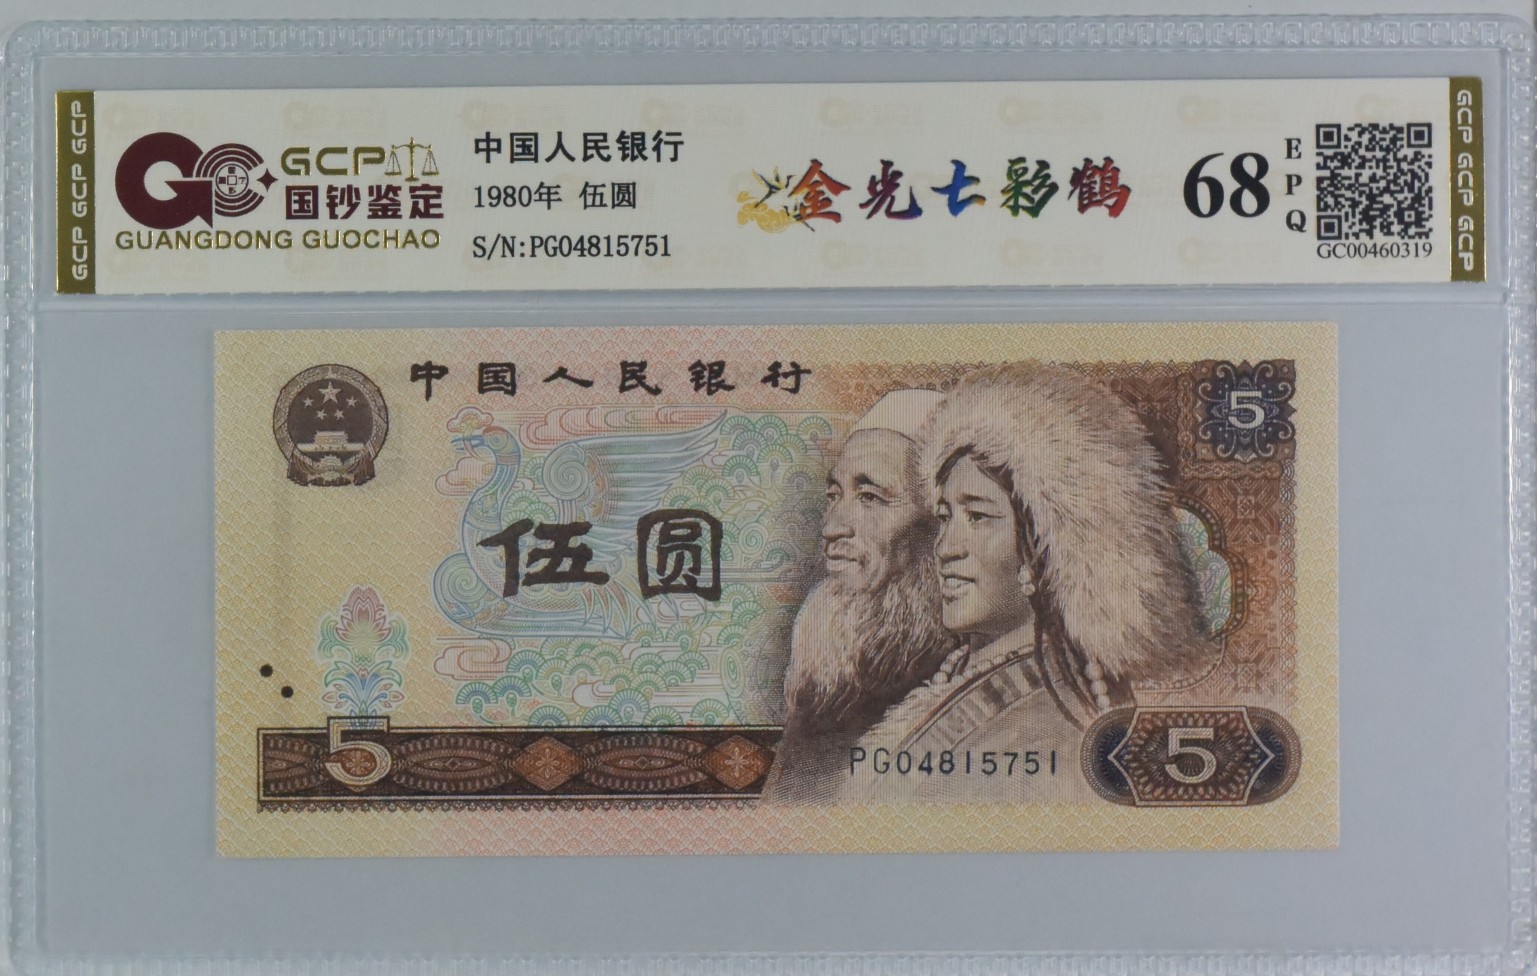 GCP GCP GCP
GCP
国钞鉴定
GUANGDONG GUOCHAO
中国人民银行
1980年 伍圆
S/N:PG04815751
金光七彩鹤
68
EPQ
GC00460319
GCP GCP GCP
中国人民银行
5
伍圆
5
PG04815751
5